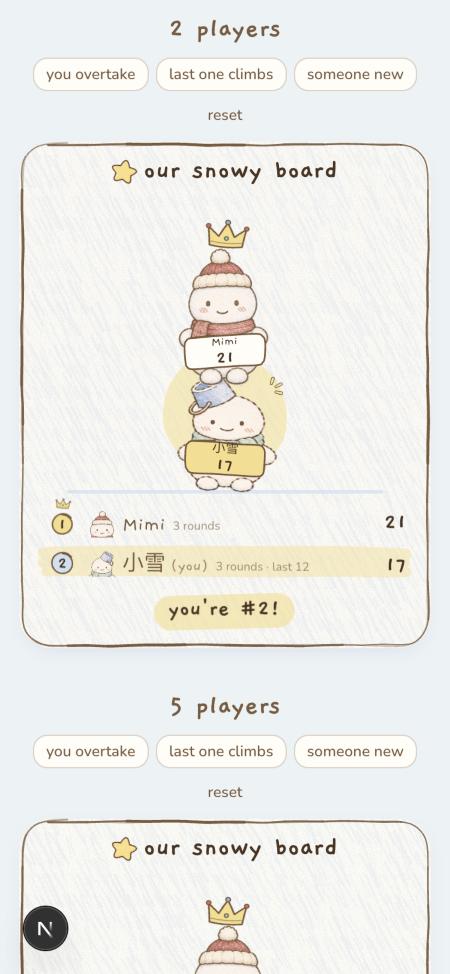 2 players
you overtake last one climbs someone new
reset
our snowy board
Mimi
21
小雪
17
1 Mimi 3 rounds 21
2 小雪 (you) 3 rounds · last 12 17
you're #2!
5 players
you overtake last one climbs someone new
reset
our snowy board
N